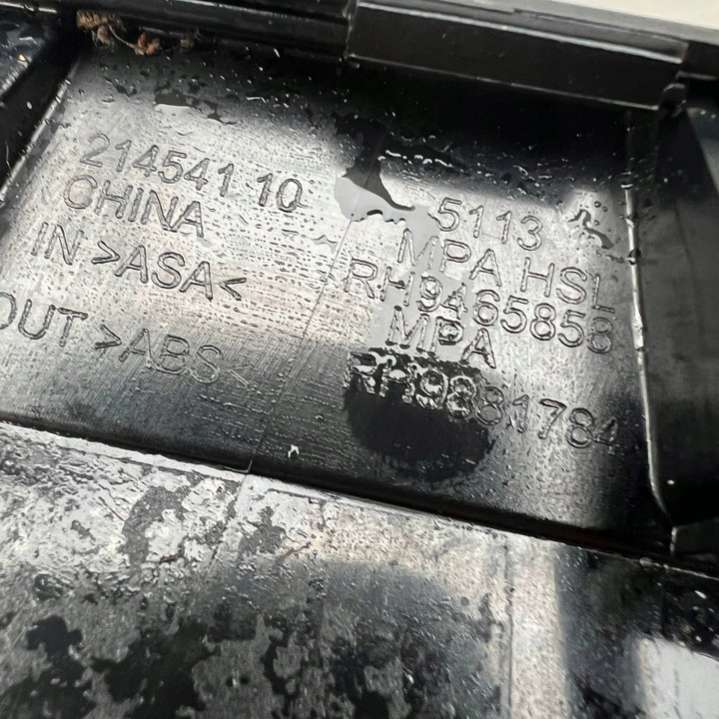 214541 10
CHINA
IN >ASA<
OUT >ABS<
5113
MPA HSL
RH9465858
MPA
RH9881784